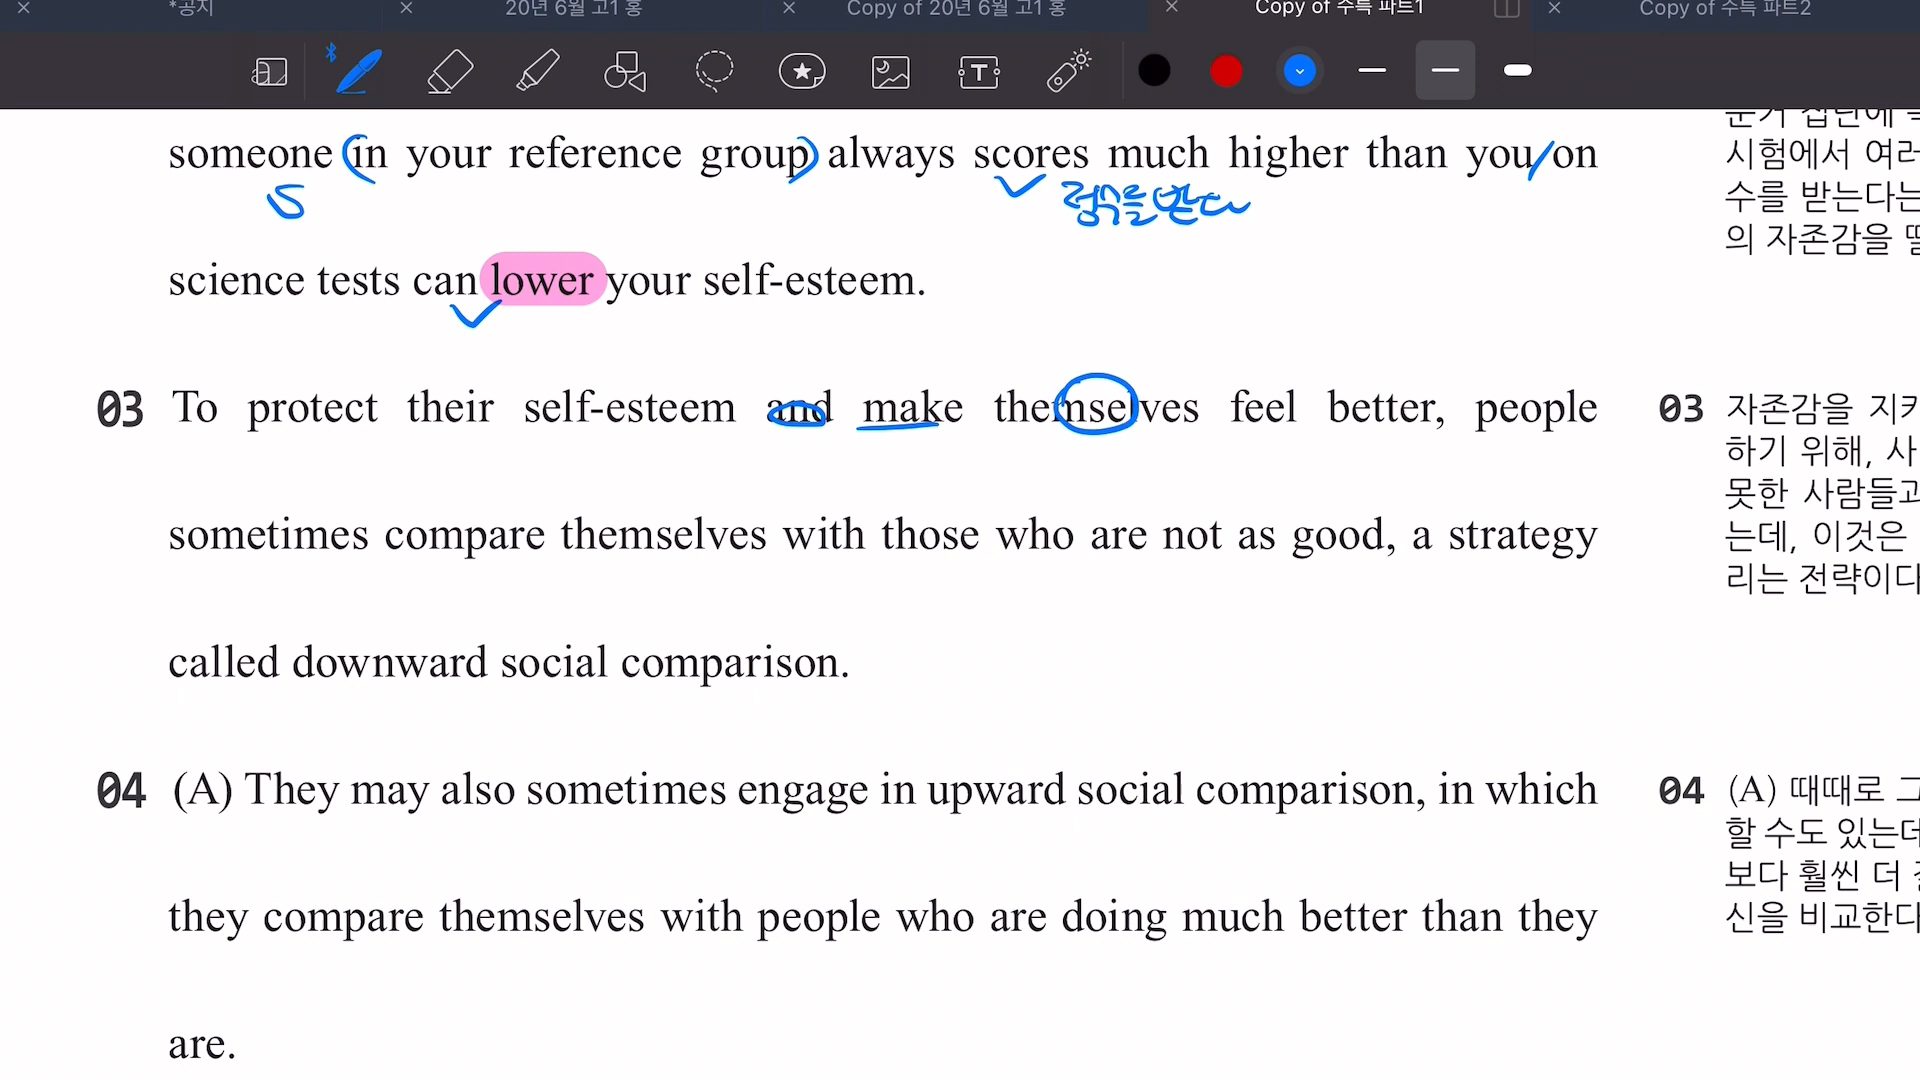 *공지
20년 6월 고1 홍
Copy of 20년 6월 고1 홍
Copy of 수특 파트1
Copy of 수특 파트2
someone in your reference group always scores much higher than you on
S
점수를 받다
science tests can lower your self-esteem.
시험에서 여러
수를 받는다는
의 자존감을
03 To protect their self-esteem and make themselves feel better, people
sometimes compare themselves with those who are not as good, a strategy
called downward social comparison.
03 자존감을 지키
하기 위해, 사
못한 사람들과
는데, 이것은
리는 전략이다
04 (A) They may also sometimes engage in upward social comparison, in which
they compare themselves with people who are doing much better than they
are.
04 (A) 때때로 그
할 수도 있는데
보다 훨씬 더
신을 비교한다